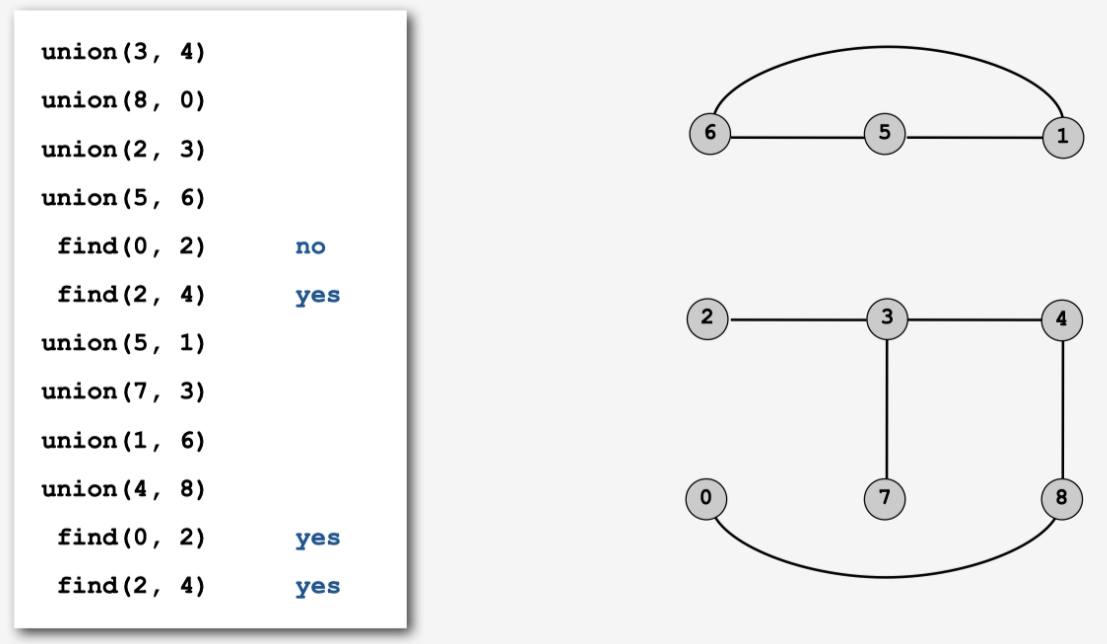 union(3, 4)
union(8, 0)
union(2, 3)
union(5, 6)
find(0, 2) no
find(2, 4) yes
union(5, 1)
union(7, 3)
union(1, 6)
union(4, 8)
find(0, 2) yes
find(2, 4) yes
6 5 1
2 3 4
0 7 8